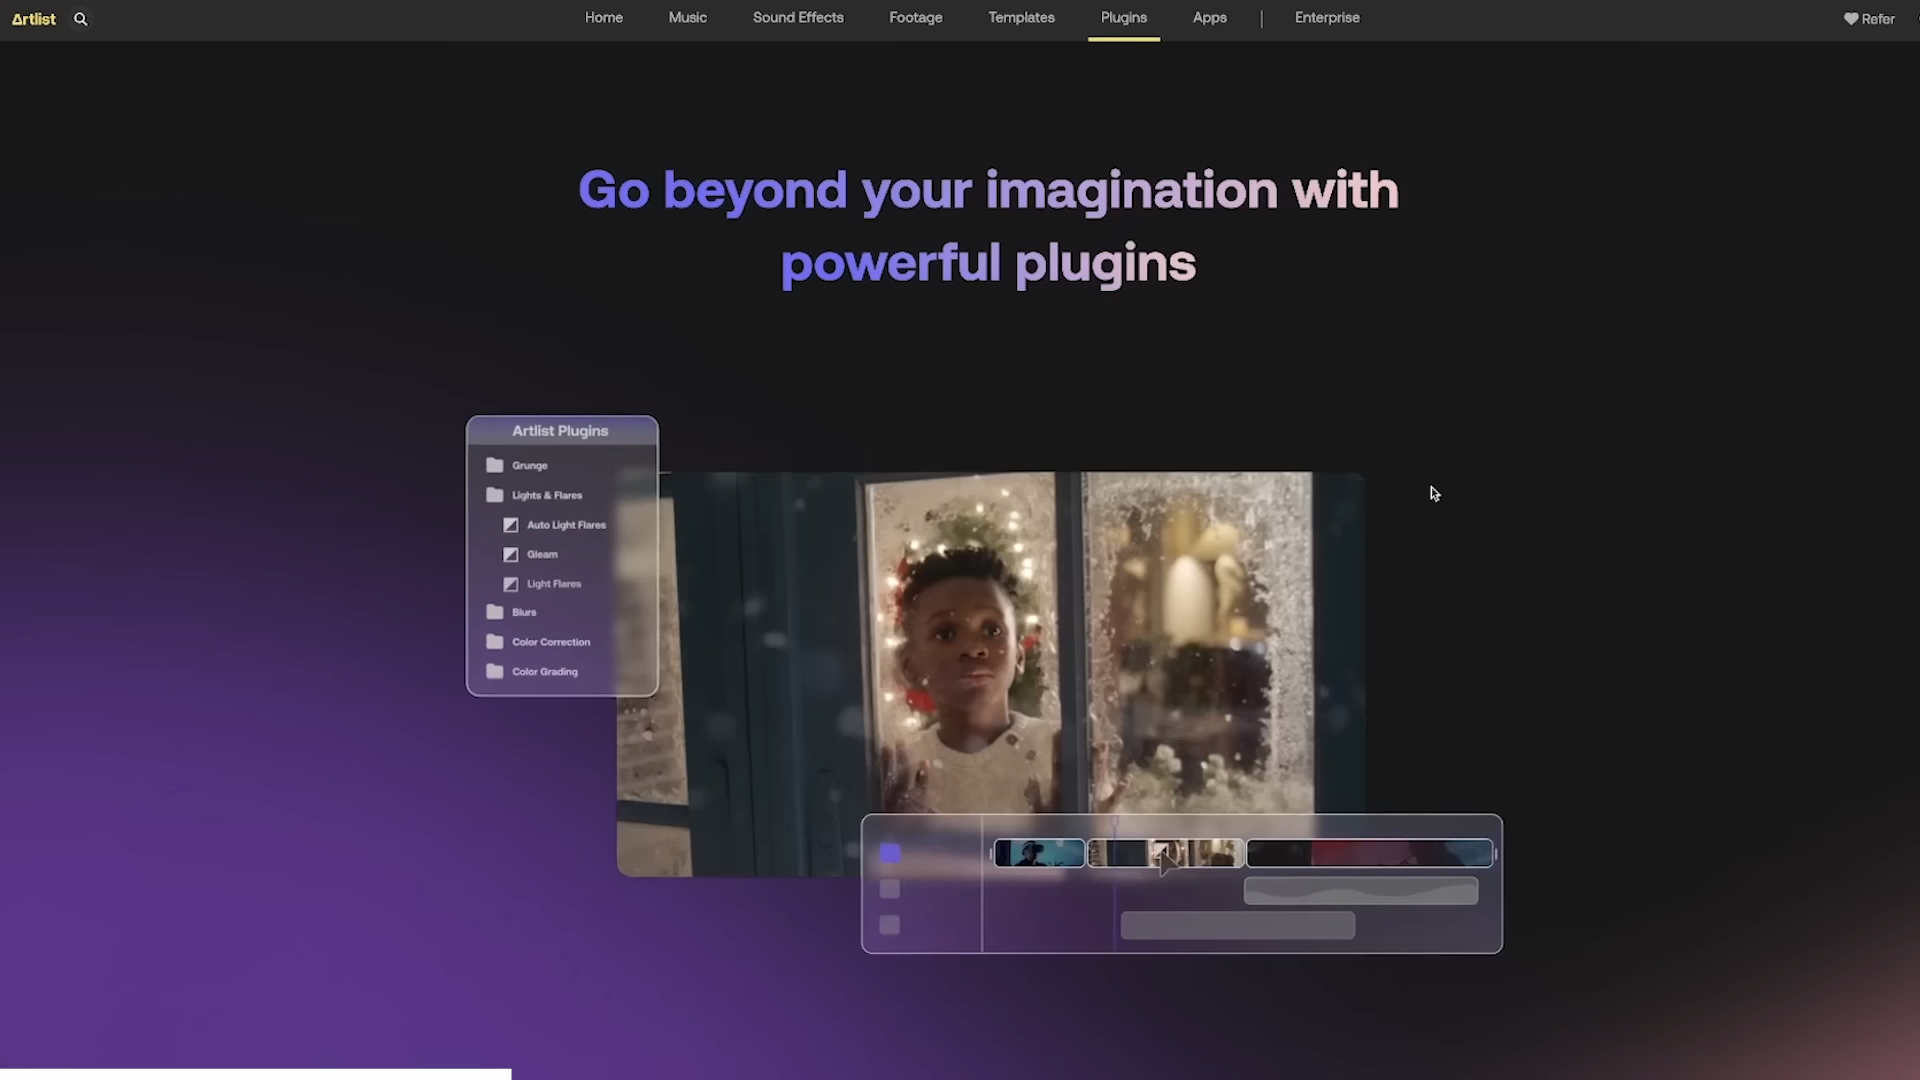 Artlist
Home
Music
Sound Effects
Footage
Templates
Plugins
Apps
Enterprise
Refer
Go beyond your imagination with
powerful plugins
Artlist Plugins
Grunge
Lights & Flares
Auto Light Flares
Gleam
Light Flares
Blurs
Color Correction
Color Grading